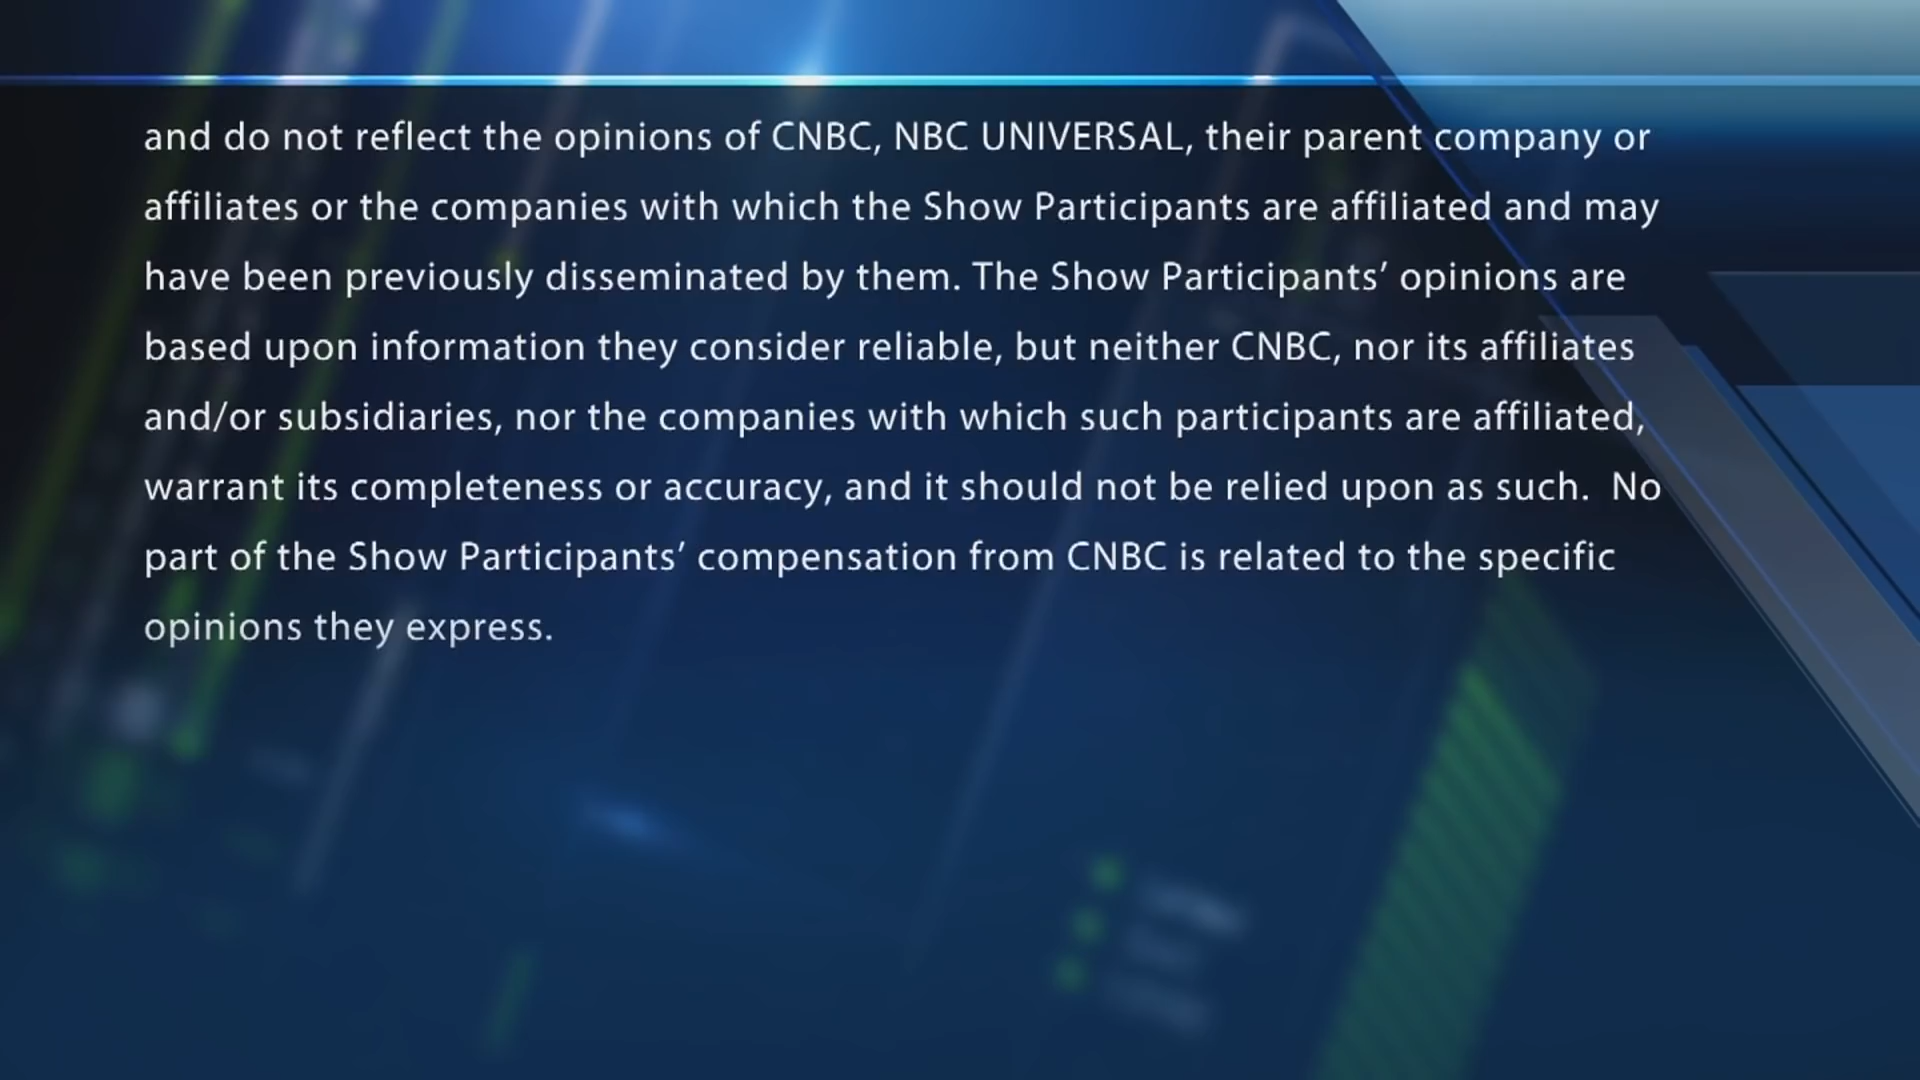 and do not reflect the opinions of CNBC, NBC UNIVERSAL, their parent company or
affiliates or the companies with which the Show Participants are affiliated and may
have been previously disseminated by them. The Show Participants’ opinions are
based upon information they consider reliable, but neither CNBC, nor its affiliates
and/or subsidiaries, nor the companies with which such participants are affiliated,
warrant its completeness or accuracy, and it should not be relied upon as such.  No
part of the Show Participants’ compensation from CNBC is related to the specific
opinions they express.